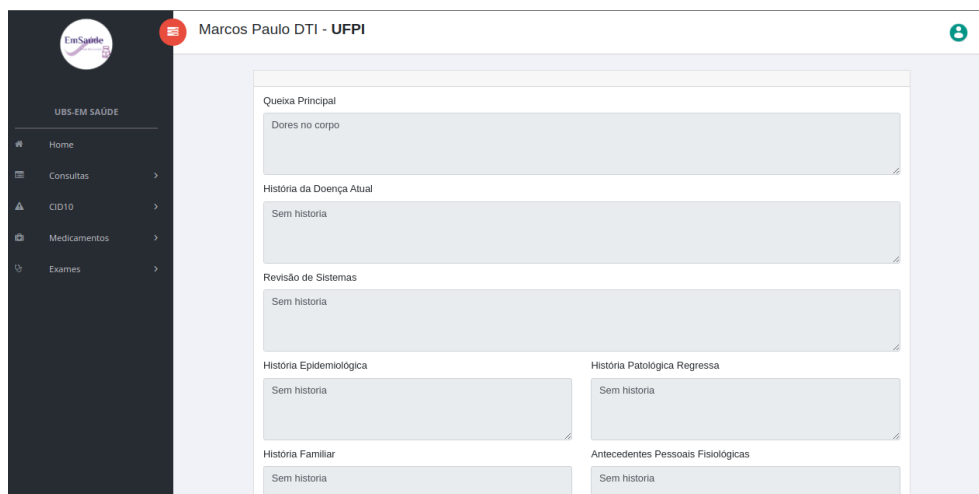 EmSaúde
Marcos Paulo DTI - UFPI
UBS-EM SAÚDE
Home
Consultas
CID10
Medicamentos
Exames
Queixa Principal
Dores no corpo
História da Doença Atual
Sem historia
Revisão de Sistemas
Sem historia
História Epidemiológica
Sem historia
História Patológica Regressa
Sem historia
História Familiar
Sem historia
Antecedentes Pessoais Fisiológicas
Sem historia